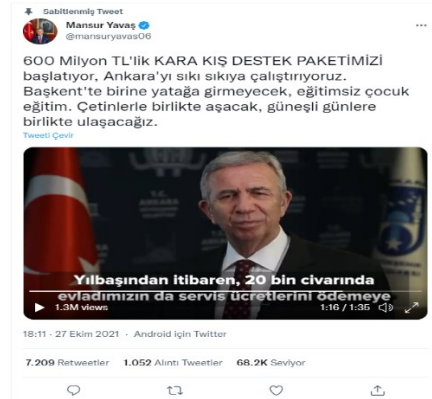 Sabitlenmiş Tweet
Mansur Yavaş
@mansuryavas06
600 Milyon TL'lik KARA KIŞ DESTEK PAKETİMİZİ
başlatıyor, Ankara'yı sıkı sıkıya çalıştırıyoruz.
Başkent'te birine yatağa girmeyecek, eğitimsiz çocuk
eğitim. Çetinlerle birlikte aşacak, güneşli günlere
birlikte ulaşacağız.
Tweeti Çevir
Yılbaşından itibaren, 20 bin civarında
evladımızın da servis ücretlerini ödemeye
1.3M views
1:16 / 1:35
18:11 · 27 Ekim 2021 · Android için Twitter
7.209 Retweetler 1.052 Alıntı Tweetler 68.2K Seviyor